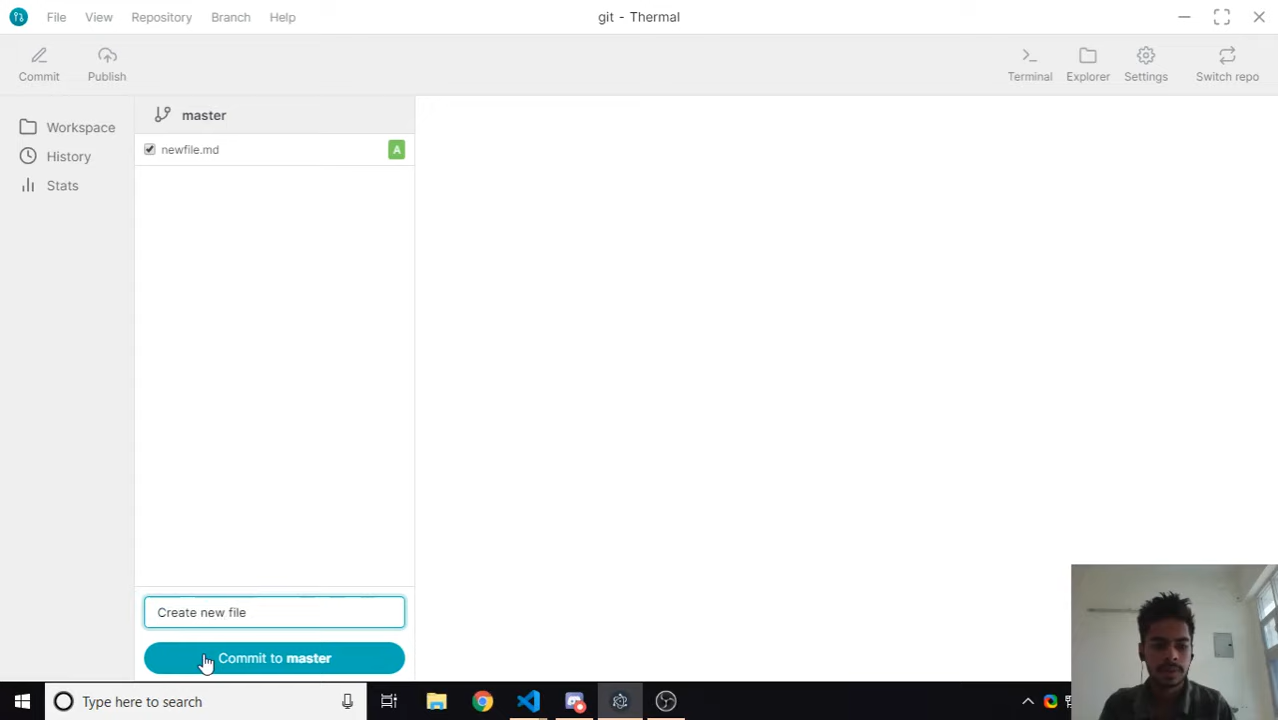 File View Repository Branch Help
git - Thermal
Commit Publish
Terminal Explorer Settings Switch repo
Workspace
History
Stats
master
newfile.md A
Create new file
Commit to master
Type here to search